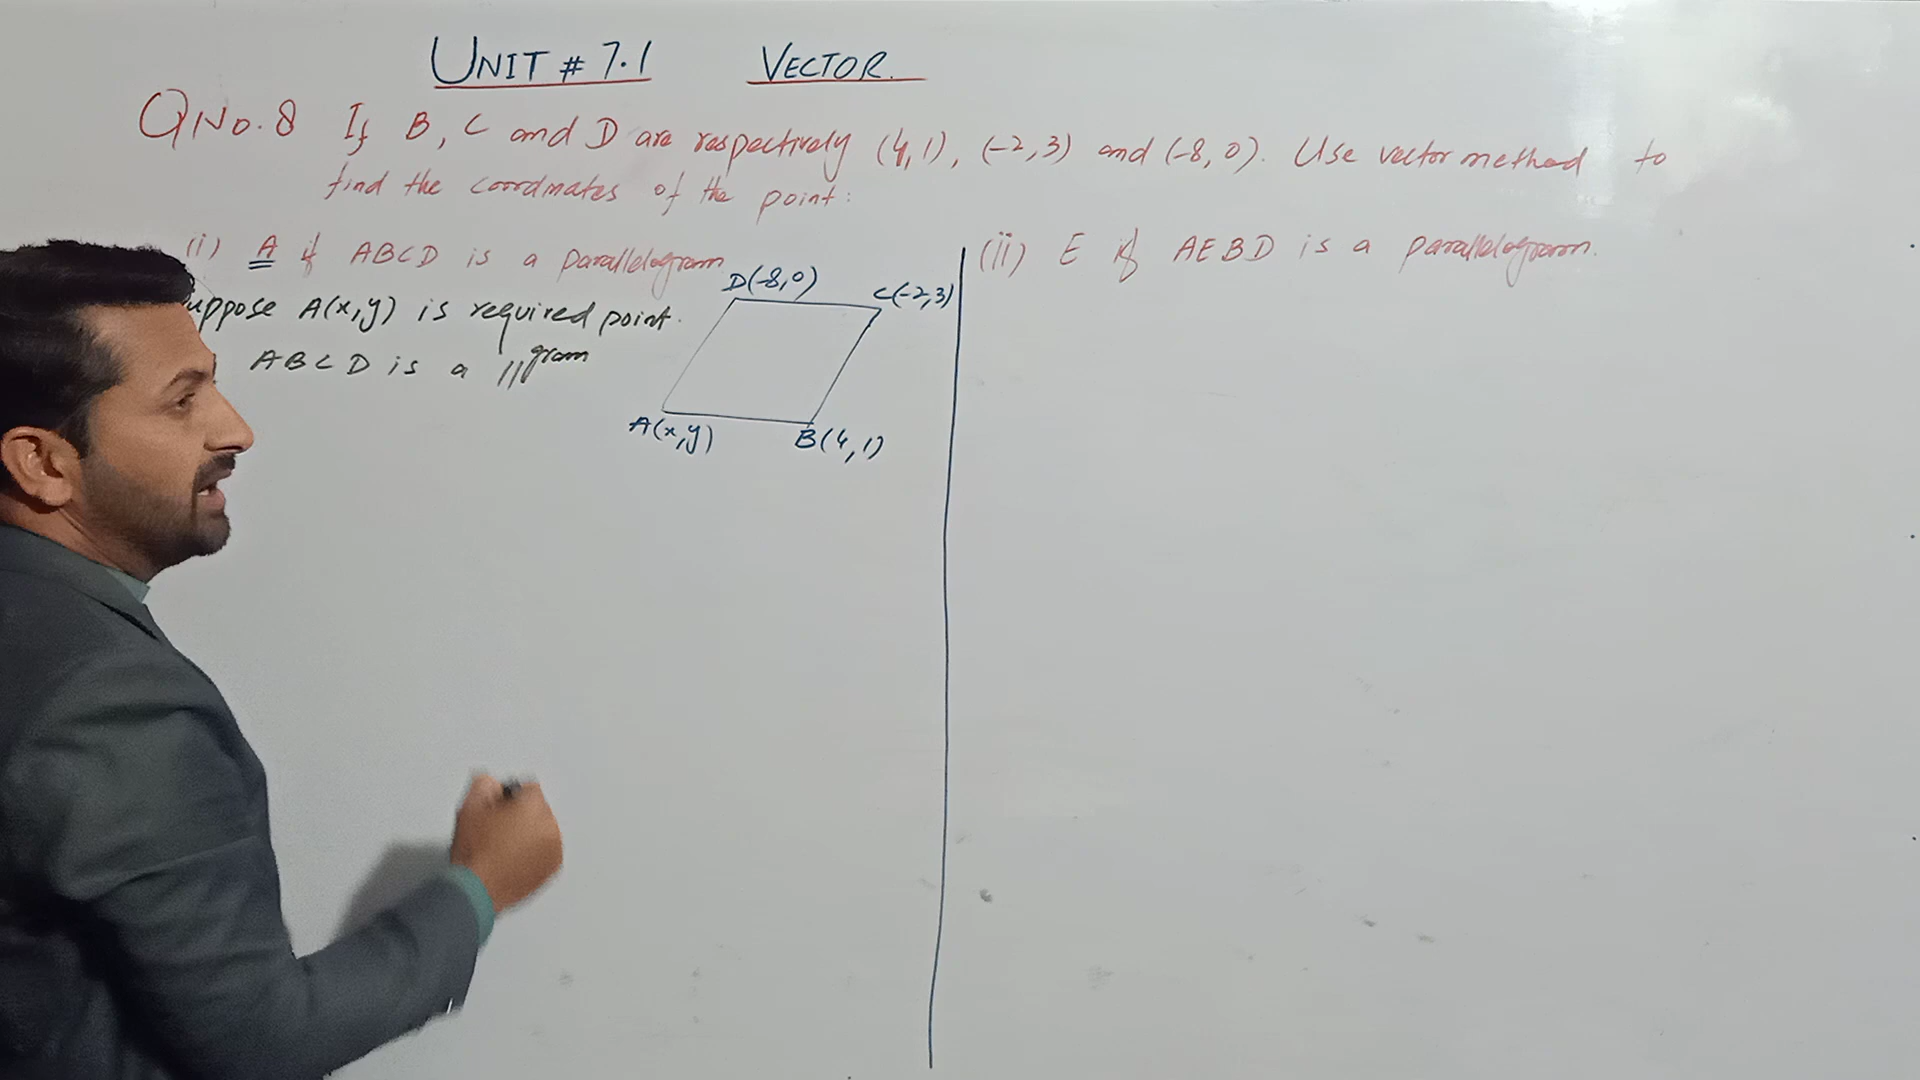 UNIT # 7.1 VECTOR.
Q No. 8 If B, C and D are respectively (4,1), (-2,3) and (-8,0). Use vector method to
find the coordinates of the point:
(i) A if ABCD is a parallelogram
uppose A(x,y) is required point.
ABCD is a ||gram
D(-8,0)
C(-2,3)
A(x,y)
B(4,1)
(ii) E if AEBD is a parallelogram.